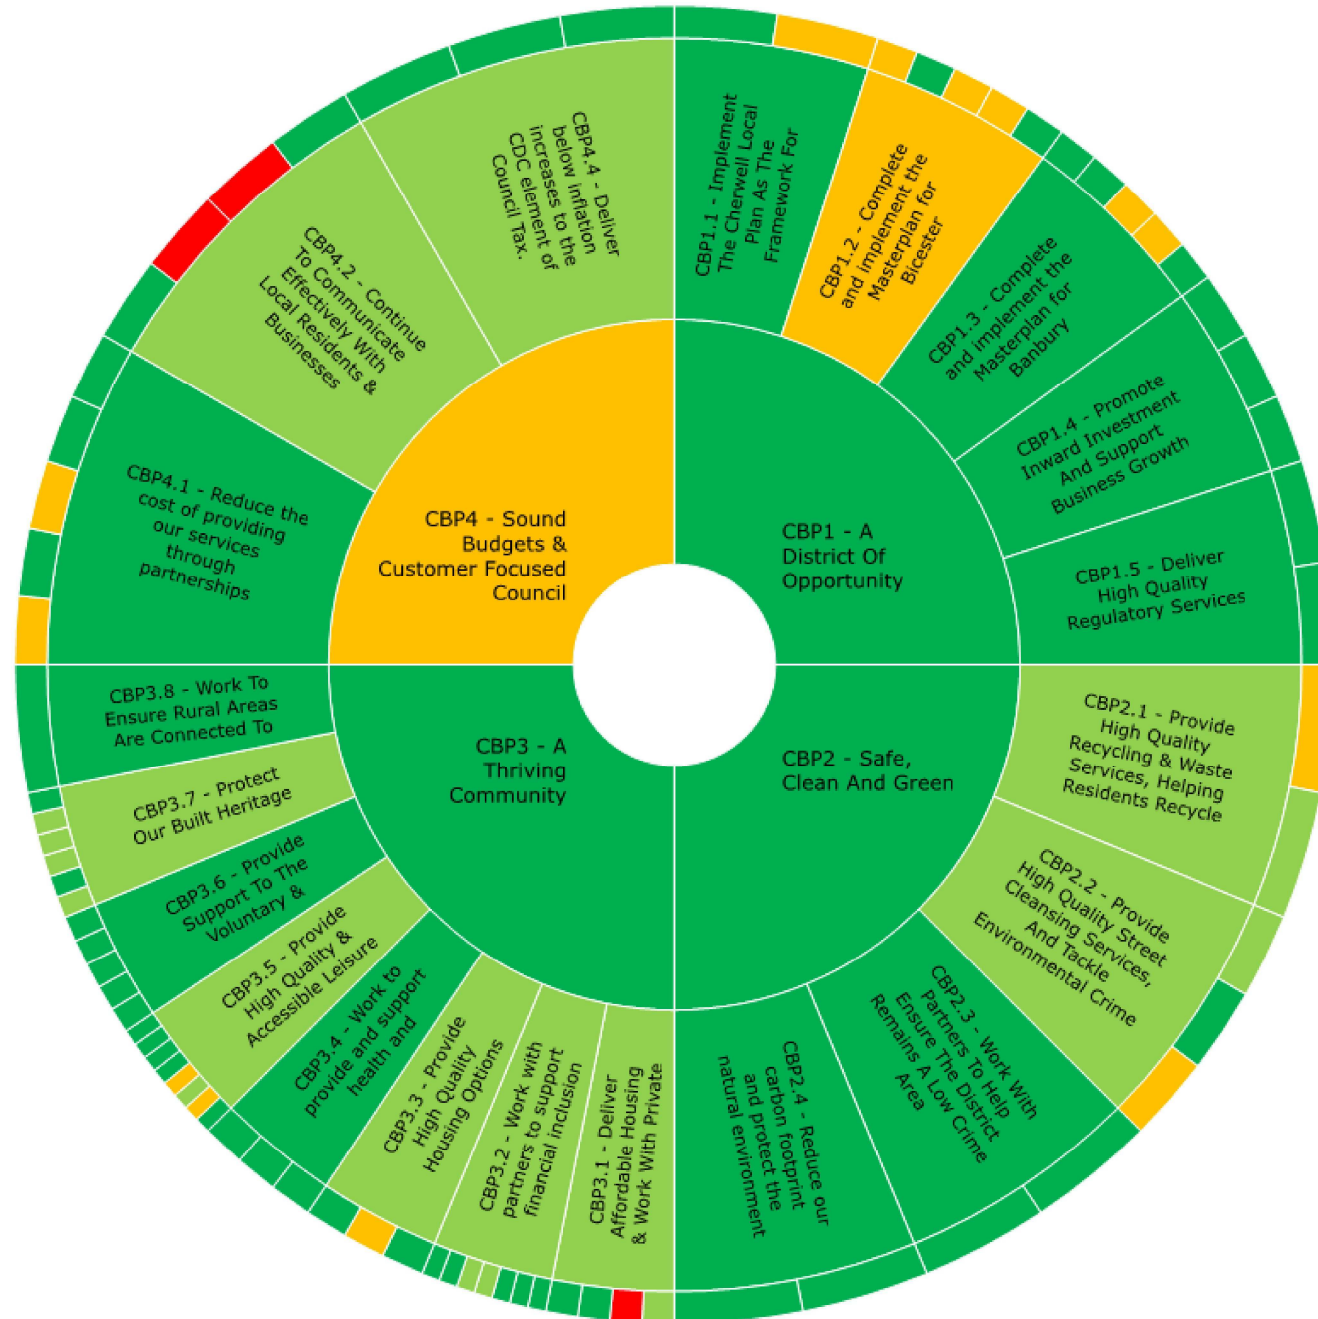 CBP4.4 - Deliver
below inflation
increases to the
CDC element of
Council Tax.
CBP1.1 - Implement
The Cherwell Local
Plan As The
Framework For
CBP1.2 - Complete
and implement the
Masterplan for
Bicester
CBP1.3 - Complete
and implement the
Masterplan for
Banbury
CBP1.4 - Promote
Inward Investment
And Support
Business Growth
CBP1.5 - Deliver
High Quality
Regulatory Services
CBP4.2 - Continue
To Communicate
Effectively With
Local Residents &
Businesses
CBP4.1 - Reduce the
cost of providing
our services
through
partnerships
CBP4 - Sound
Budgets &
Customer Focused
Council
CBP1 - A
District Of
Opportunity
CBP3 - A
Thriving
Community
CBP2 - Safe,
Clean And Green
CBP2.1 - Provide
High Quality
Recycling & Waste
Services, Helping
Residents Recycle
CBP2.2 - Provide
High Quality Street
Cleansing Services,
And Tackle
Environmental Crime
CBP2.3 - Work With
Partners To Help
Ensure The District
Remains A Low Crime
Area
CBP2.4 - Reduce our
carbon footprint
and protect the
natural environment
CBP3.8 - Work To
Ensure Rural Areas
Are Connected To
CBP3.7 - Protect
Our Built Heritage
CBP3.6 - Provide
Support To The
Voluntary &
CBP3.5 - Provide
High Quality &
Accessible Leisure
CBP3.4 - Work to
provide and support
health and
CBP3.3 - Provide
High Quality
Housing Options
CBP3.2 - Work with
partners to support
financial inclusion
CBP3.1 - Deliver
Affordable Housing
& Work With Private